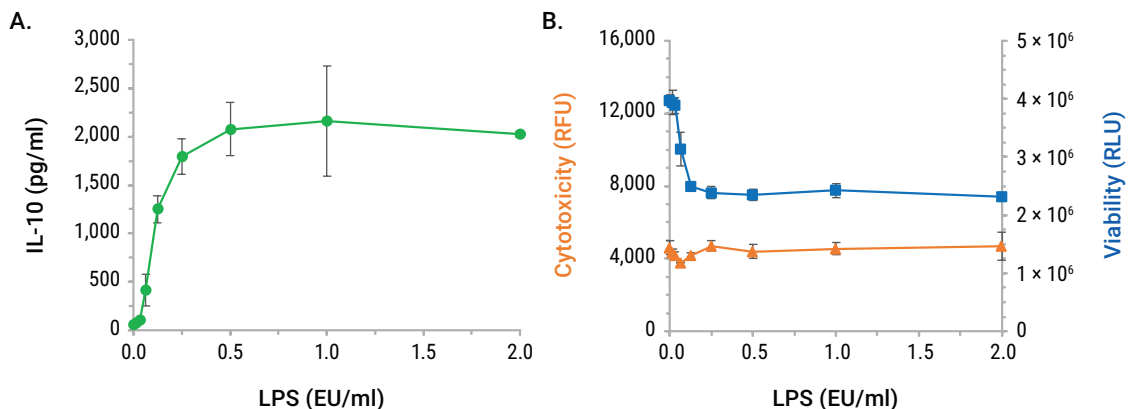 A.
IL-10 (pg/ml)
3,000
2,500
2,000
1,500
1,000
500
0
0.0 0.5 1.0 1.5 2.0
LPS (EU/ml)
B.
Cytotoxicity (RFU)
16,000
12,000
8,000
4,000
0
5 × 10⁶
4 × 10⁶
3 × 10⁶
2 × 10⁶
1 × 10⁶
0
Viability (RLU)
0.0 0.5 1.0 1.5 2.0
LPS (EU/ml)